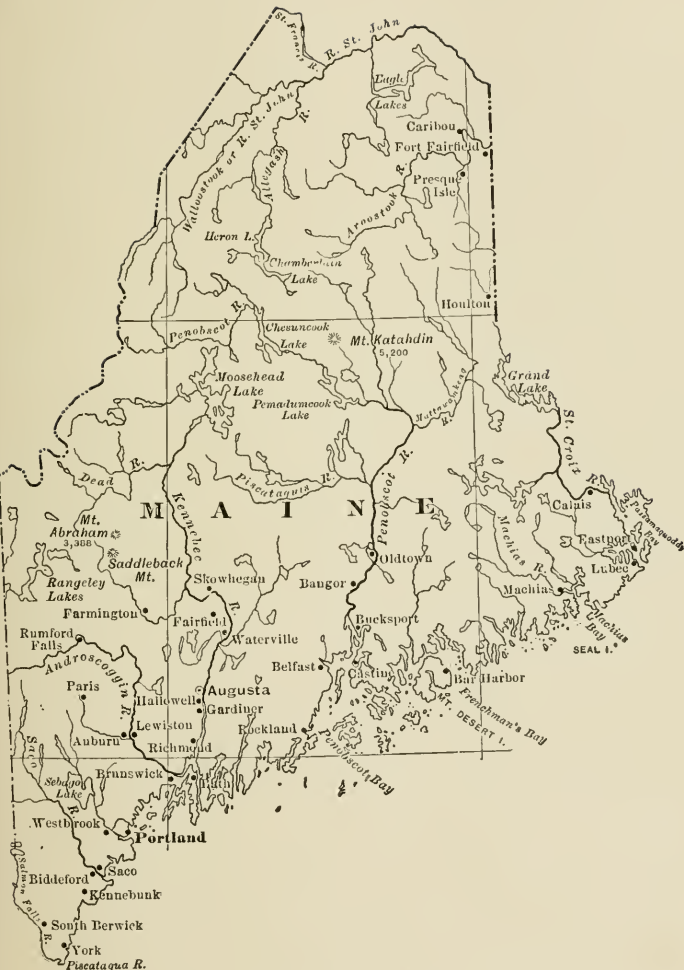 St. Francis R.
R. St. John
Eagle
Lakes
Walloostook or R. St. John
R.
Caribou
Fort Fairfield
Allegash
R.
Presque
Isle
Aroostook
Heron L.
Chamberlain
Lake
Houlton
Penobscot R.
Chesuncook
Lake
Mt. Katahdin
5,200
Moosehead
Lake
Grand
Lake
Pemadumcook
Lake
Mattawamkeag
R.
St. Croix
R.
Dead R.
Piscataquis R.
Penobscot R.
MAINE
Kennebec
R.
Calais
Passamaquoddy
Bay
Mt.
Abraham
3,388
Machias
R.
Eastport
Oldtown
Saddleback
Mt.
Lubec
Rangeley
Lakes
Skowhegan
Bangor
Machias
Farmington
Fairfield
Machias
Bay
Rumford
Falls
Waterville
Bucksport
SEAL I.
Androscoggin R.
Belfast
Castine
Bar Harbor
Paris
Augusta
Hallowell
Gardiner
Frenchman's Bay
MT. DESERT I.
Saco
Lewiston
Auburn
Richmond
Rockland
Penobscot Bay
Brunswick
Bath
Sebago
Lake
R.
Westbrook
Portland
Saco
Biddeford
Kennebunk
Salmon Falls
R.
South Berwick
York
Piscataqua R.